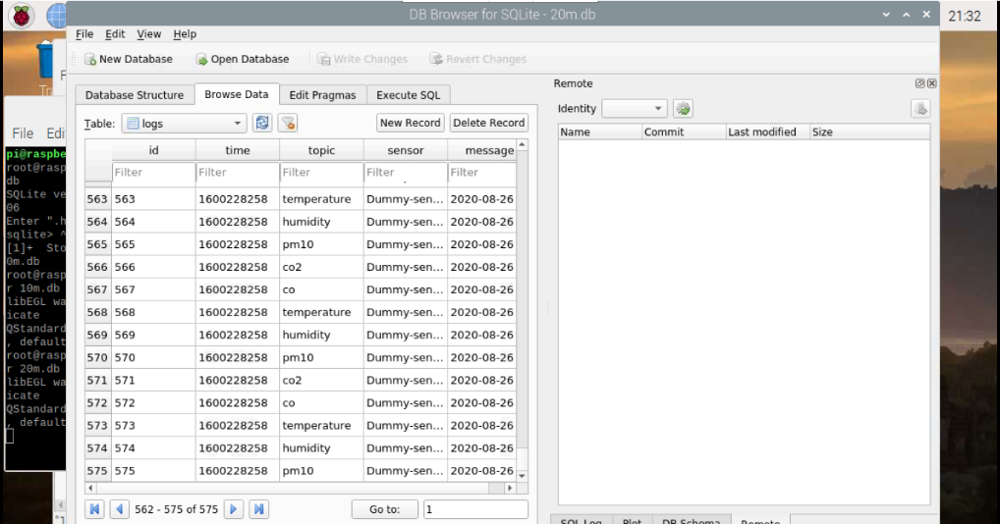 DB Browser for SQLite - 20m.db
21:32
File Edit View Help
New Database Open Database Write Changes Revert Changes
Database Structure Browse Data Edit Pragmas Execute SQL
Table: logs New Record Delete Record
id time topic sensor message
Filter Filter Filter Filter Filter
563 563 1600228258 temperature Dummy-sen... 2020-08-26
564 564 1600228258 humidity Dummy-sen... 2020-08-26
565 565 1600228258 pm10 Dummy-sen... 2020-08-26
566 566 1600228258 co2 Dummy-sen... 2020-08-26
567 567 1600228258 co Dummy-sen... 2020-08-26
568 568 1600228258 temperature Dummy-sen... 2020-08-26
569 569 1600228258 humidity Dummy-sen... 2020-08-26
570 570 1600228258 pm10 Dummy-sen... 2020-08-26
571 571 1600228258 co2 Dummy-sen... 2020-08-26
572 572 1600228258 co Dummy-sen... 2020-08-26
573 573 1600228258 temperature Dummy-sen... 2020-08-26
574 574 1600228258 humidity Dummy-sen... 2020-08-26
575 575 1600228258 pm10 Dummy-sen... 2020-08-26
562 - 575 of 575 Go to: 1
Remote
Identity
Name Commit Last modified Size
SQL Log Plot DB Schema Remote
File Edi
pi@raspbe
root@rasp
db
SQLite ve
06
Enter ".h
sqlite> ^
[1]+ Sto
0m.db
root@rasp
r 10m.db
libEGL wa
icate
QStandard
, default
root@rasp
r 20m.db
libEGL wa
icate
QStandard
, default